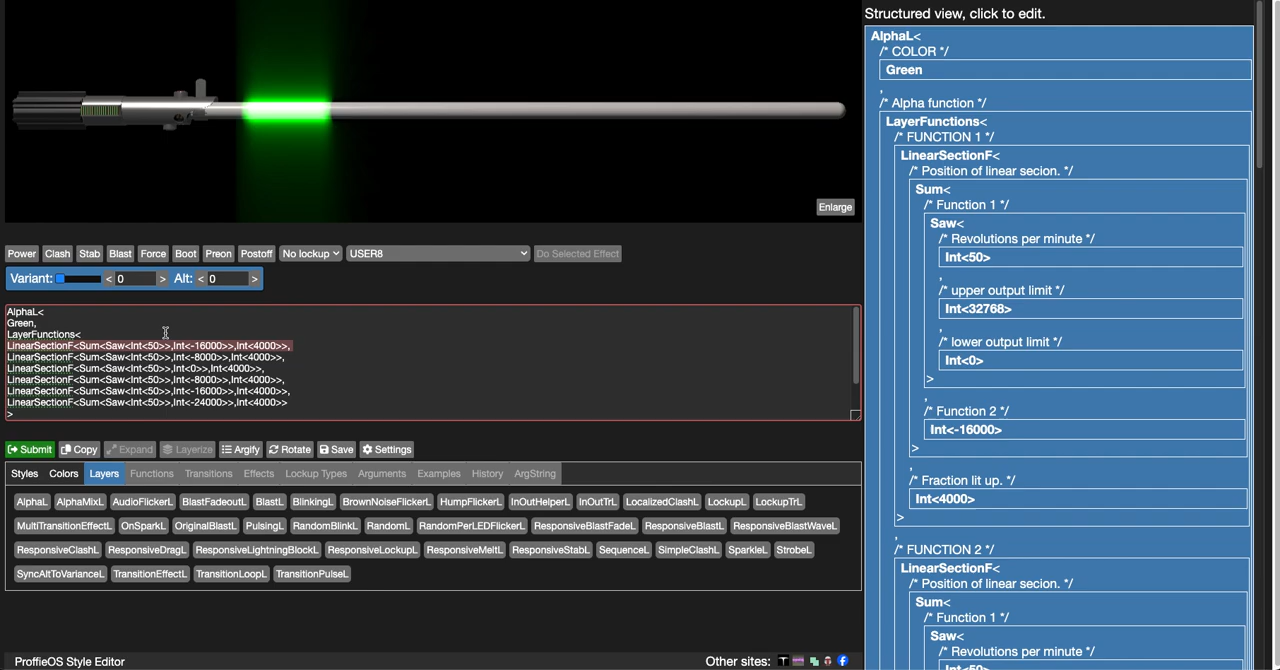 Enlarge
Power Clash Stab Blast Force Boot Preon Postoff No lockup USER8 Do Selected Effect
Variant: < 0 > Alt: < 0 >
AlphaL<
Green,
LayerFunctions<
LinearSectionF<Sum<Saw<Int<50>>,Int<-16000>>,Int<4000>>,
LinearSectionF<Sum<Saw<Int<50>>,Int<-8000>>,Int<4000>>,
LinearSectionF<Sum<Saw<Int<50>>,Int<0>>,Int<4000>>,
LinearSectionF<Sum<Saw<Int<50>>,Int<-8000>>,Int<4000>>,
LinearSectionF<Sum<Saw<Int<50>>,Int<-16000>>,Int<4000>>,
LinearSectionF<Sum<Saw<Int<50>>,Int<-24000>>,Int<4000>>
>
Submit Copy Expand Layerize Argify Rotate Save Settings
Styles Colors Layers Functions Transitions Effects Lockup Types Arguments Examples History ArgString
AlphaL AlphaMixL AudioFlickerL BlastFadeoutL BlastL BlinkingL BrownNoiseFlickerL HumpFlickerL InOutHelperL InOutTrL LocalizedClashL LockupL LockupTrL
MultiTransitionEffectL OnSparkL OriginalBlastL PulsingL RandomBlinkL RandomL RandomPerLEDFlickerL ResponsiveBlastFadeL ResponsiveBlastL ResponsiveBlastWaveL
ResponsiveClashL ResponsiveDragL ResponsiveLightningBlockL ResponsiveLockupL ResponsiveMeltL ResponsiveStabL SequenceL SimpleClashL SparkleL StrobeL
SyncAltToVarianceL TransitionEffectL TransitionLoopL TransitionPulseL
ProffieOS Style Editor Other sites:
Structured view, click to edit.
AlphaL<
/* COLOR */
Green
,
/* Alpha function */
LayerFunctions<
/* FUNCTION 1 */
LinearSectionF<
/* Position of linear secion. */
Sum<
/* Function 1 */
Saw<
/* Revolutions per minute */
Int<50>
,
/* upper output limit */
Int<32768>
,
/* lower output limit */
Int<0>
>
,
/* Function 2 */
Int<-16000>
>
,
/* Fraction lit up. */
Int<4000>
>
,
/* FUNCTION 2 */
LinearSectionF<
/* Position of linear secion. */
Sum<
/* Function 1 */
Saw<
/* Revolutions per minute */
Int<50>